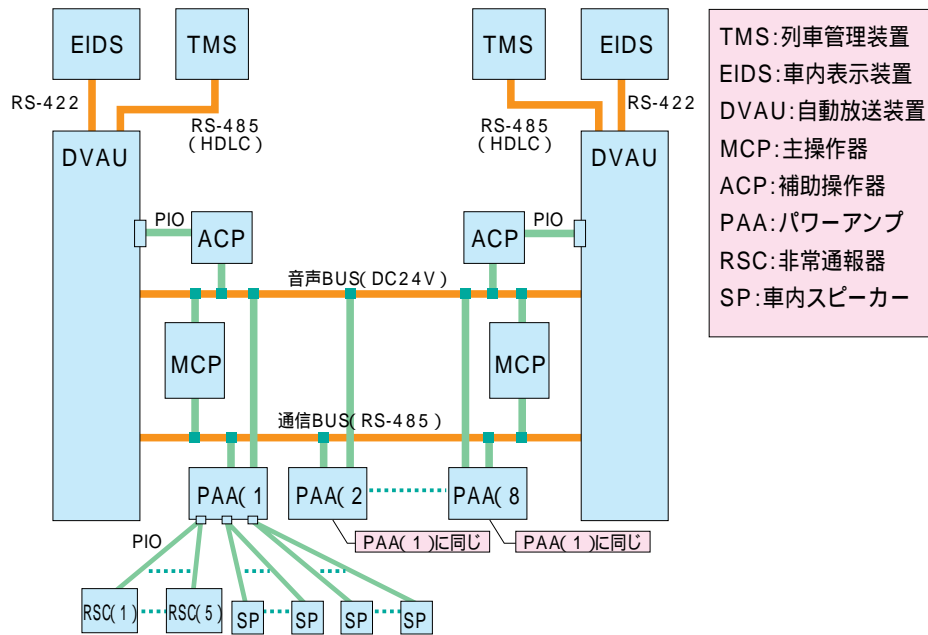 EIDS
TMS
TMS
EIDS
RS-422
RS-485
(HDLC)
RS-485
(HDLC)
RS-422
DVAU
DVAU
PIO
ACP
ACP
PIO
音声BUS(DC24V)
MCP
MCP
通信BUS(RS-485)
PAA(1
PAA(2
PAA(8
PAA(1)に同じ
PAA(1)に同じ
PIO
RSC(1)
RSC(5)
SP
SP
SP
SP
TMS:列車管理装置
EIDS:車内表示装置
DVAU:自動放送装置
MCP:主操作器
ACP:補助操作器
PAA:パワーアンプ
RSC:非常通報器
SP:車内スピーカー